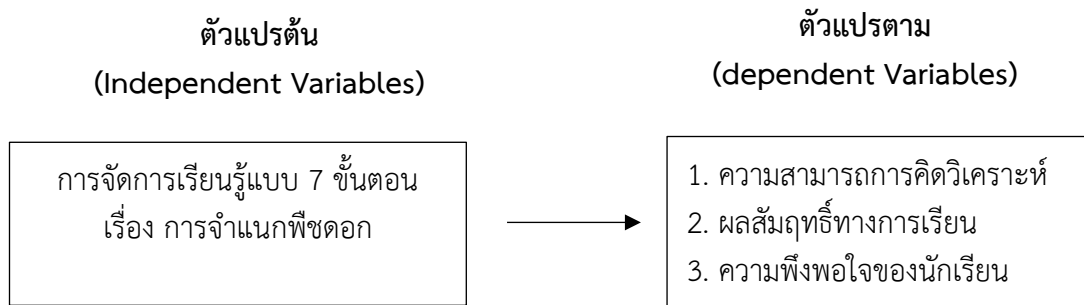 ตัวแปรต้น
(Independent Variables)
การจัดการเรียนรู้แบบ 7 ขั้นตอน
เรื่อง การจำแนกพืชดอก
ตัวแปรตาม
(dependent Variables)
1. ความสามารถการคิดวิเคราะห์
2. ผลสัมฤทธิ์ทางการเรียน
3. ความพึงพอใจของนักเรียน